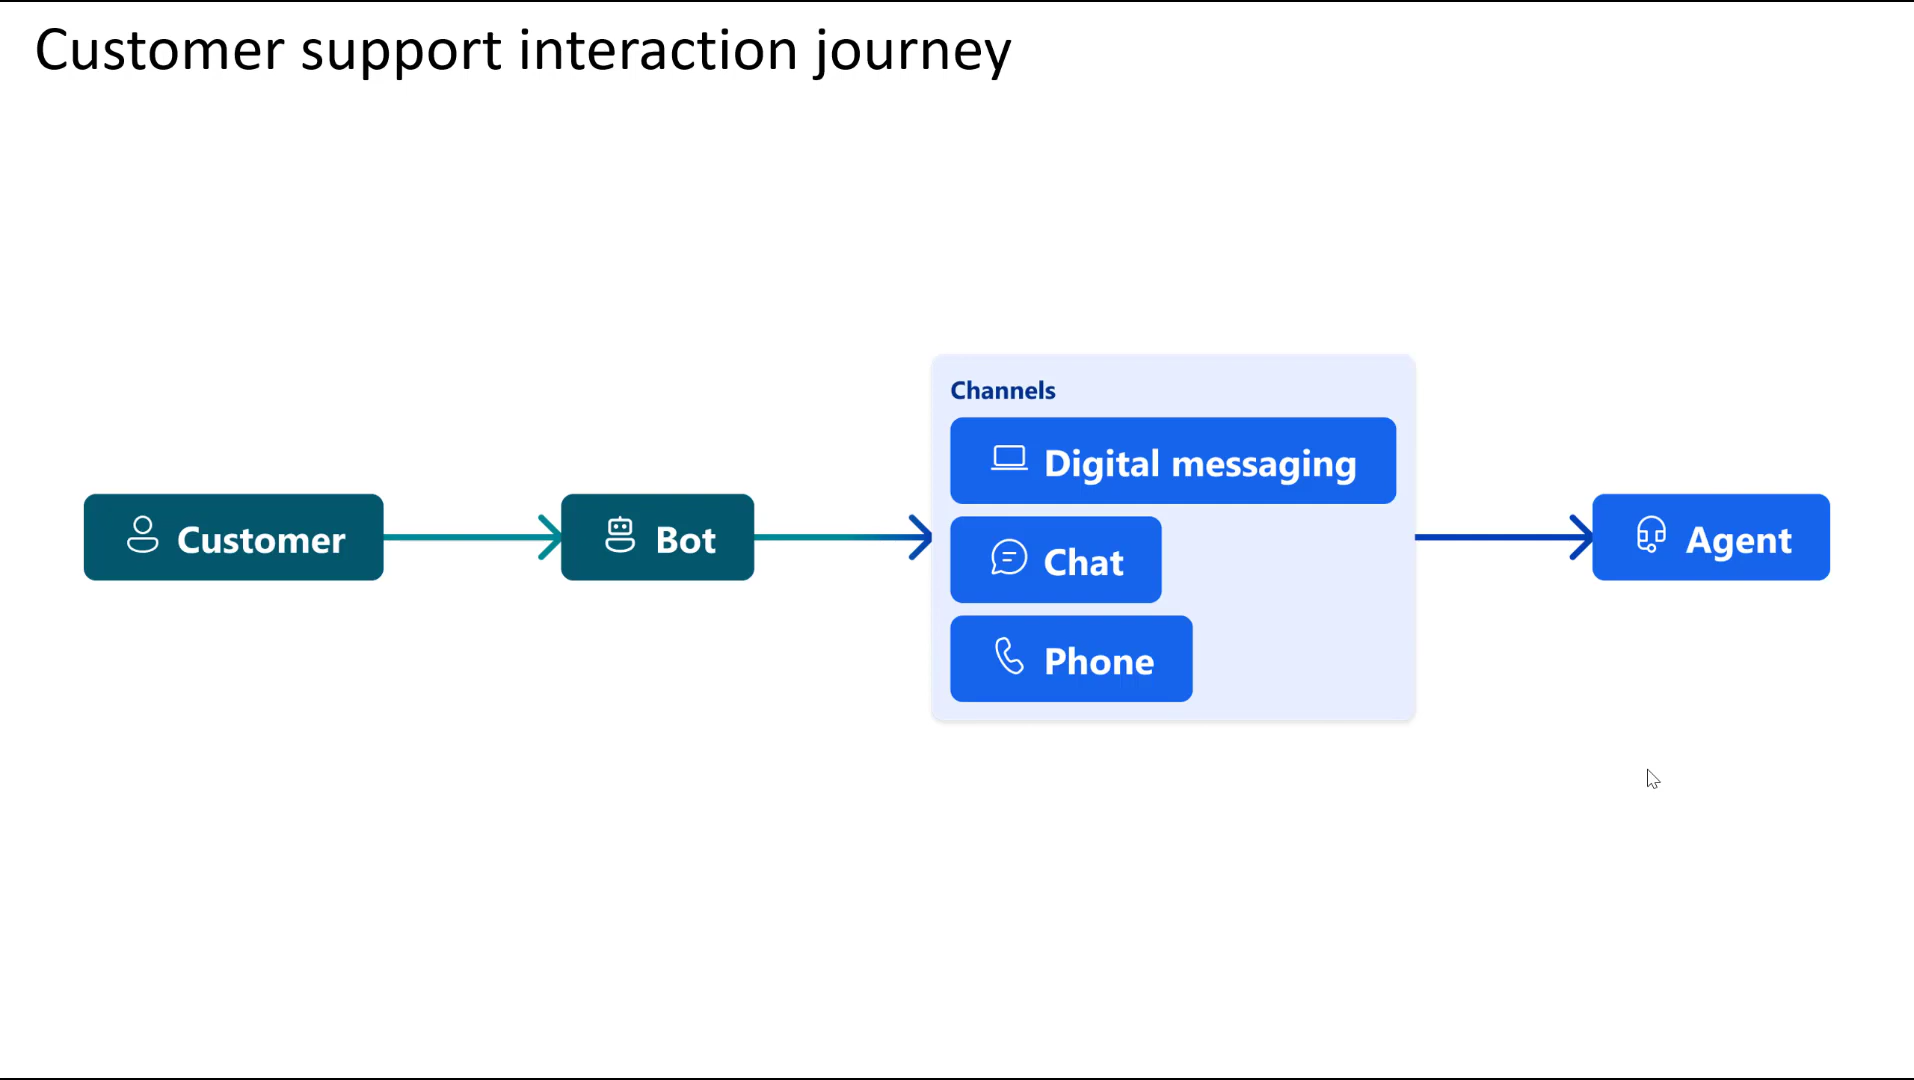 Customer support interaction journey
Customer
Bot
Channels
Digital messaging
Chat
Phone
Agent